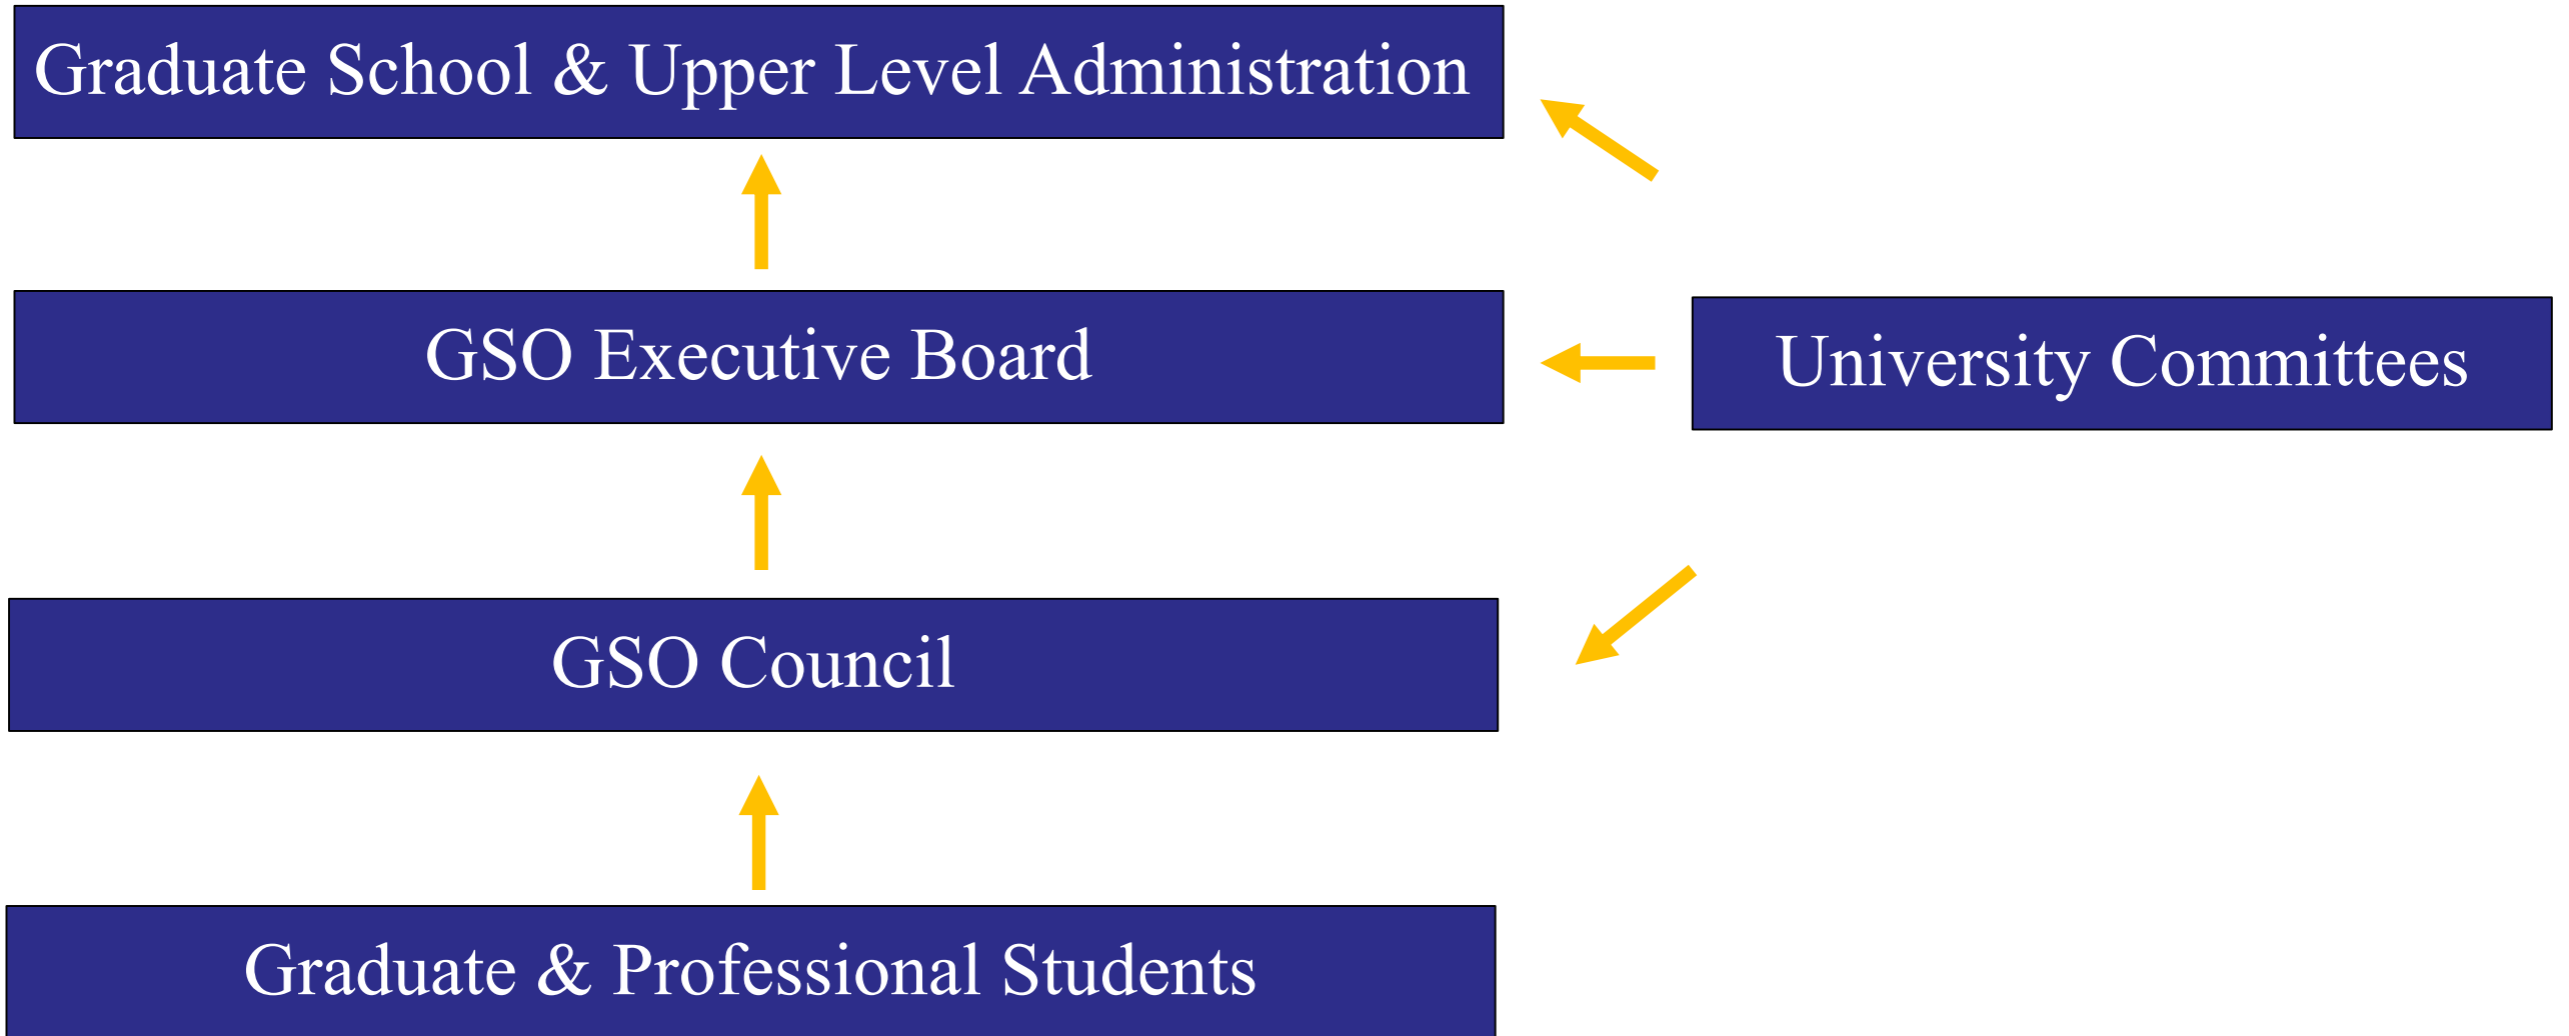 Graduate School & Upper Level Administration
GSO Executive Board
University Committees
GSO Council
Graduate & Professional Students